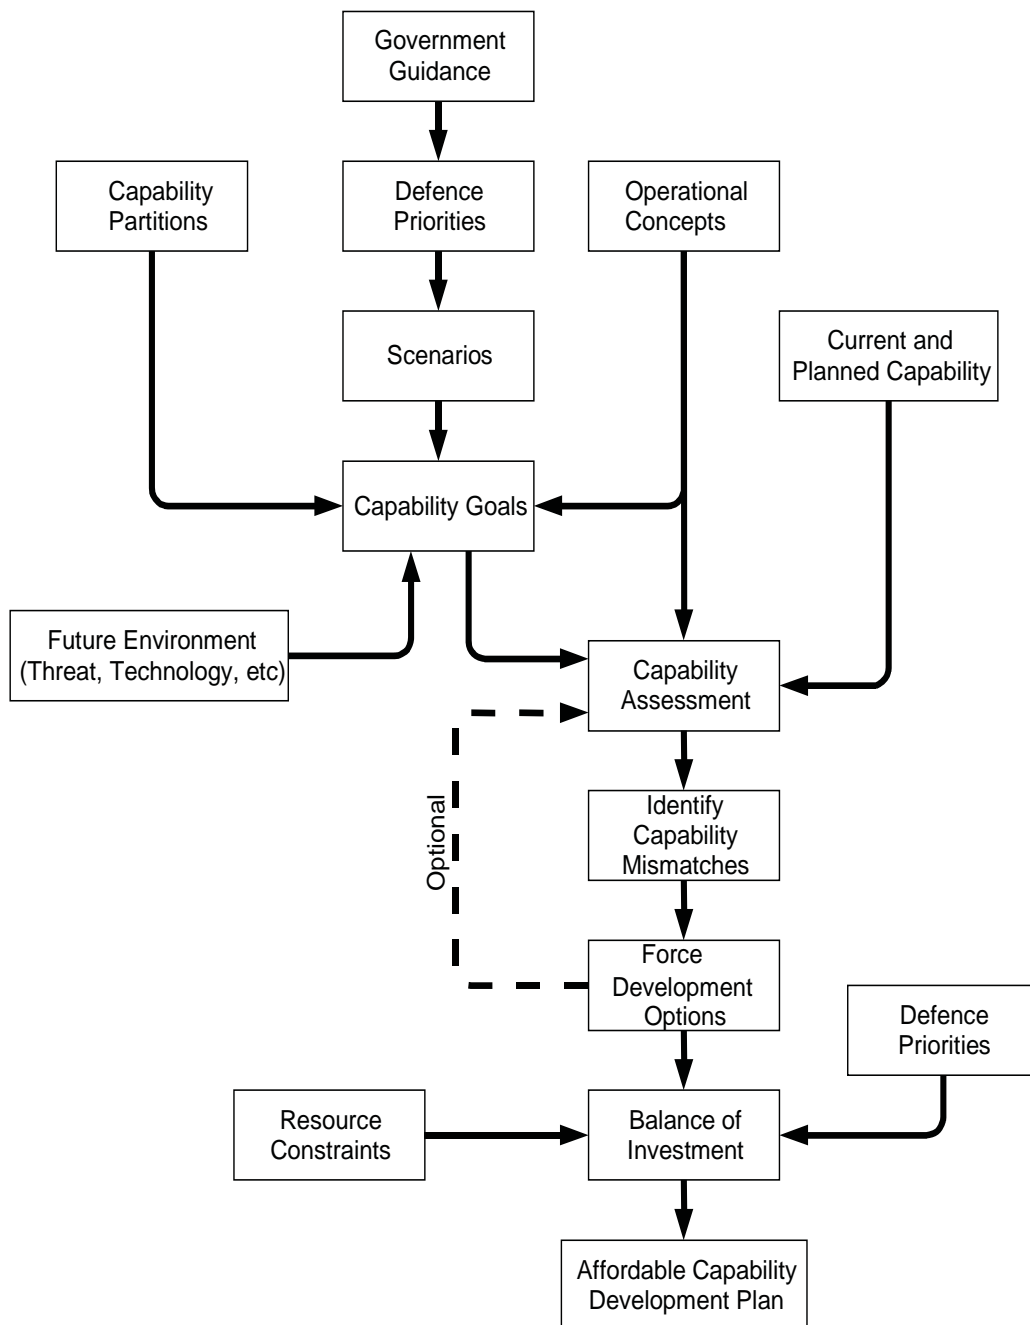 Government
Guidance
Capability
Partitions
Defence
Priorities
Operational
Concepts
Scenarios
Current and
Planned Capability
Capability Goals
Future Environment
(Threat, Technology, etc)
Capability
Assessment
Optional
Identify
Capability
Mismatches
Force
Development
Options
Defence
Priorities
Resource
Constraints
Balance of
Investment
Affordable Capability
Development Plan